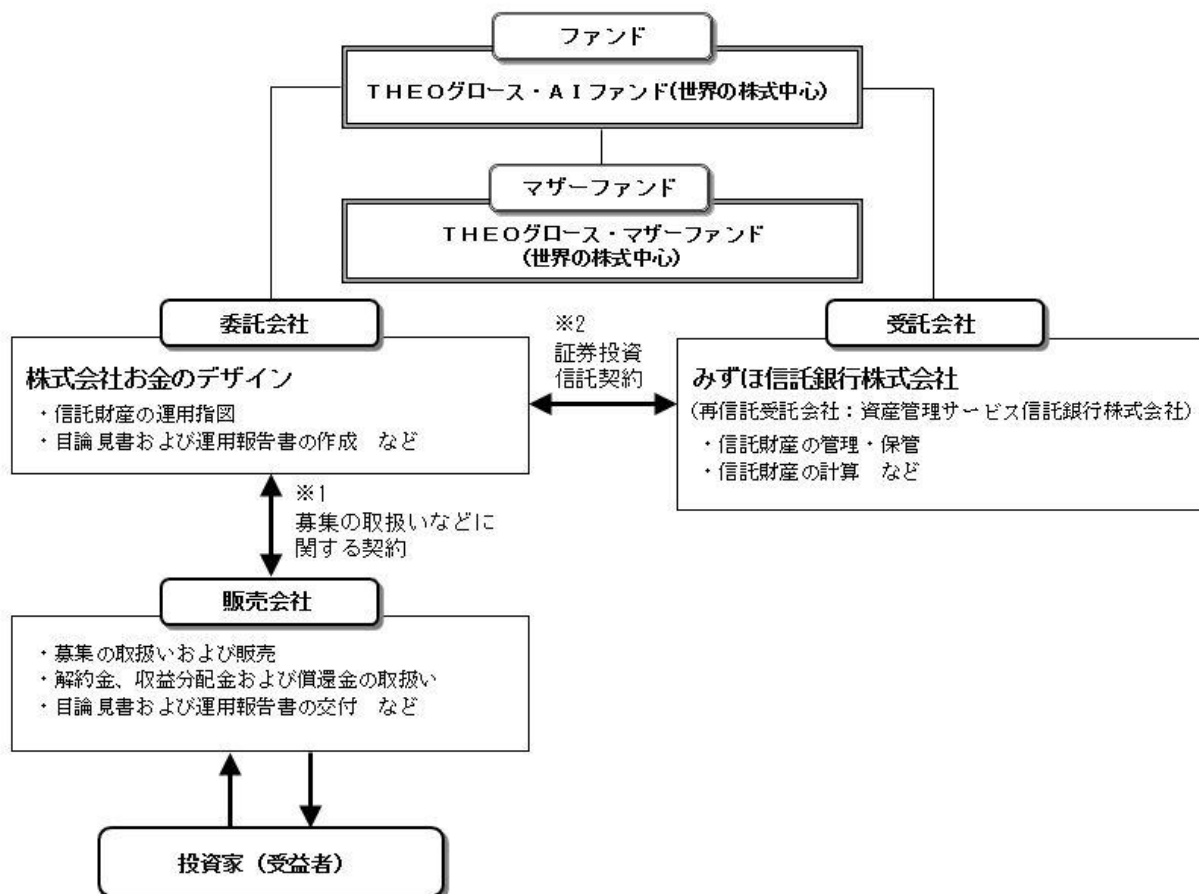 ファンド
THEOグロース・AIファンド(世界の株式中心)
マザーファンド
THEOグロース・マザーファンド
(世界の株式中心)
委託会社
株式会社お金のデザイン
・信託財産の運用指図
・目論見書および運用報告書の作成　など
※2
証券投資
信託契約
受託会社
みずほ信託銀行株式会社
(再信託受託会社：資産管理サービス信託銀行株式会社)
・信託財産の管理・保管
・信託財産の計算　など
※1
募集の取扱いなどに
関する契約
販売会社
・募集の取扱いおよび販売
・解約金、収益分配金および償還金の取扱い
・目論見書および運用報告書の交付　など
投資家（受益者）